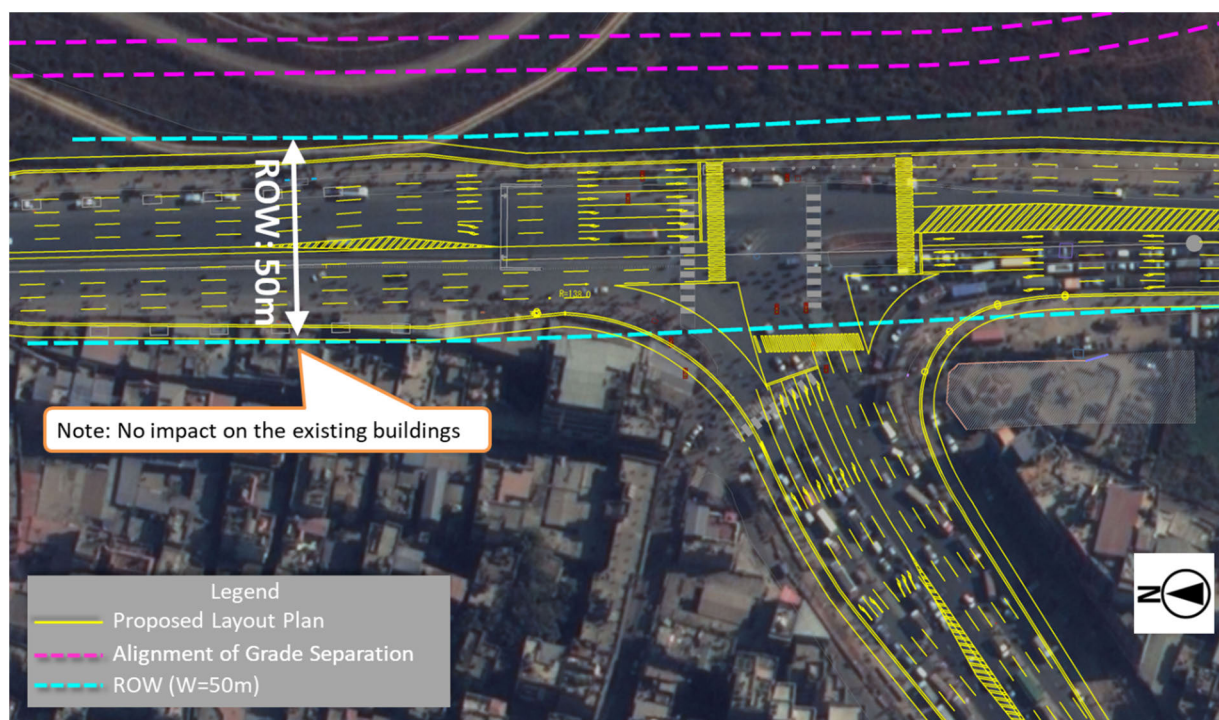 ROW: 50m
R=138.0
Note: No impact on the existing buildings
N
Legend
Proposed Layout Plan
Alignment of Grade Separation
ROW (W=50m)